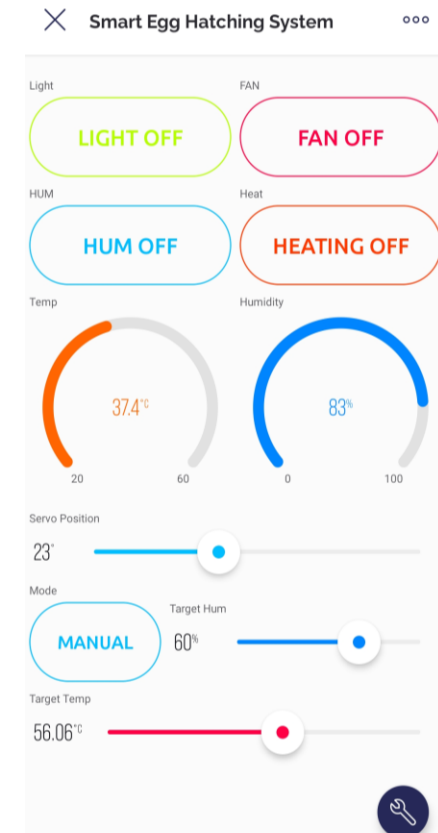 Smart Egg Hatching System
Light FAN
LIGHT OFF FAN OFF
HUM Heat
HUM OFF HEATING OFF
Temp Humidity
37.4°C 83%
20 60 0 100
Servo Position
23°
Mode
Target Hum
MANUAL 60%
Target Temp
56.06°C